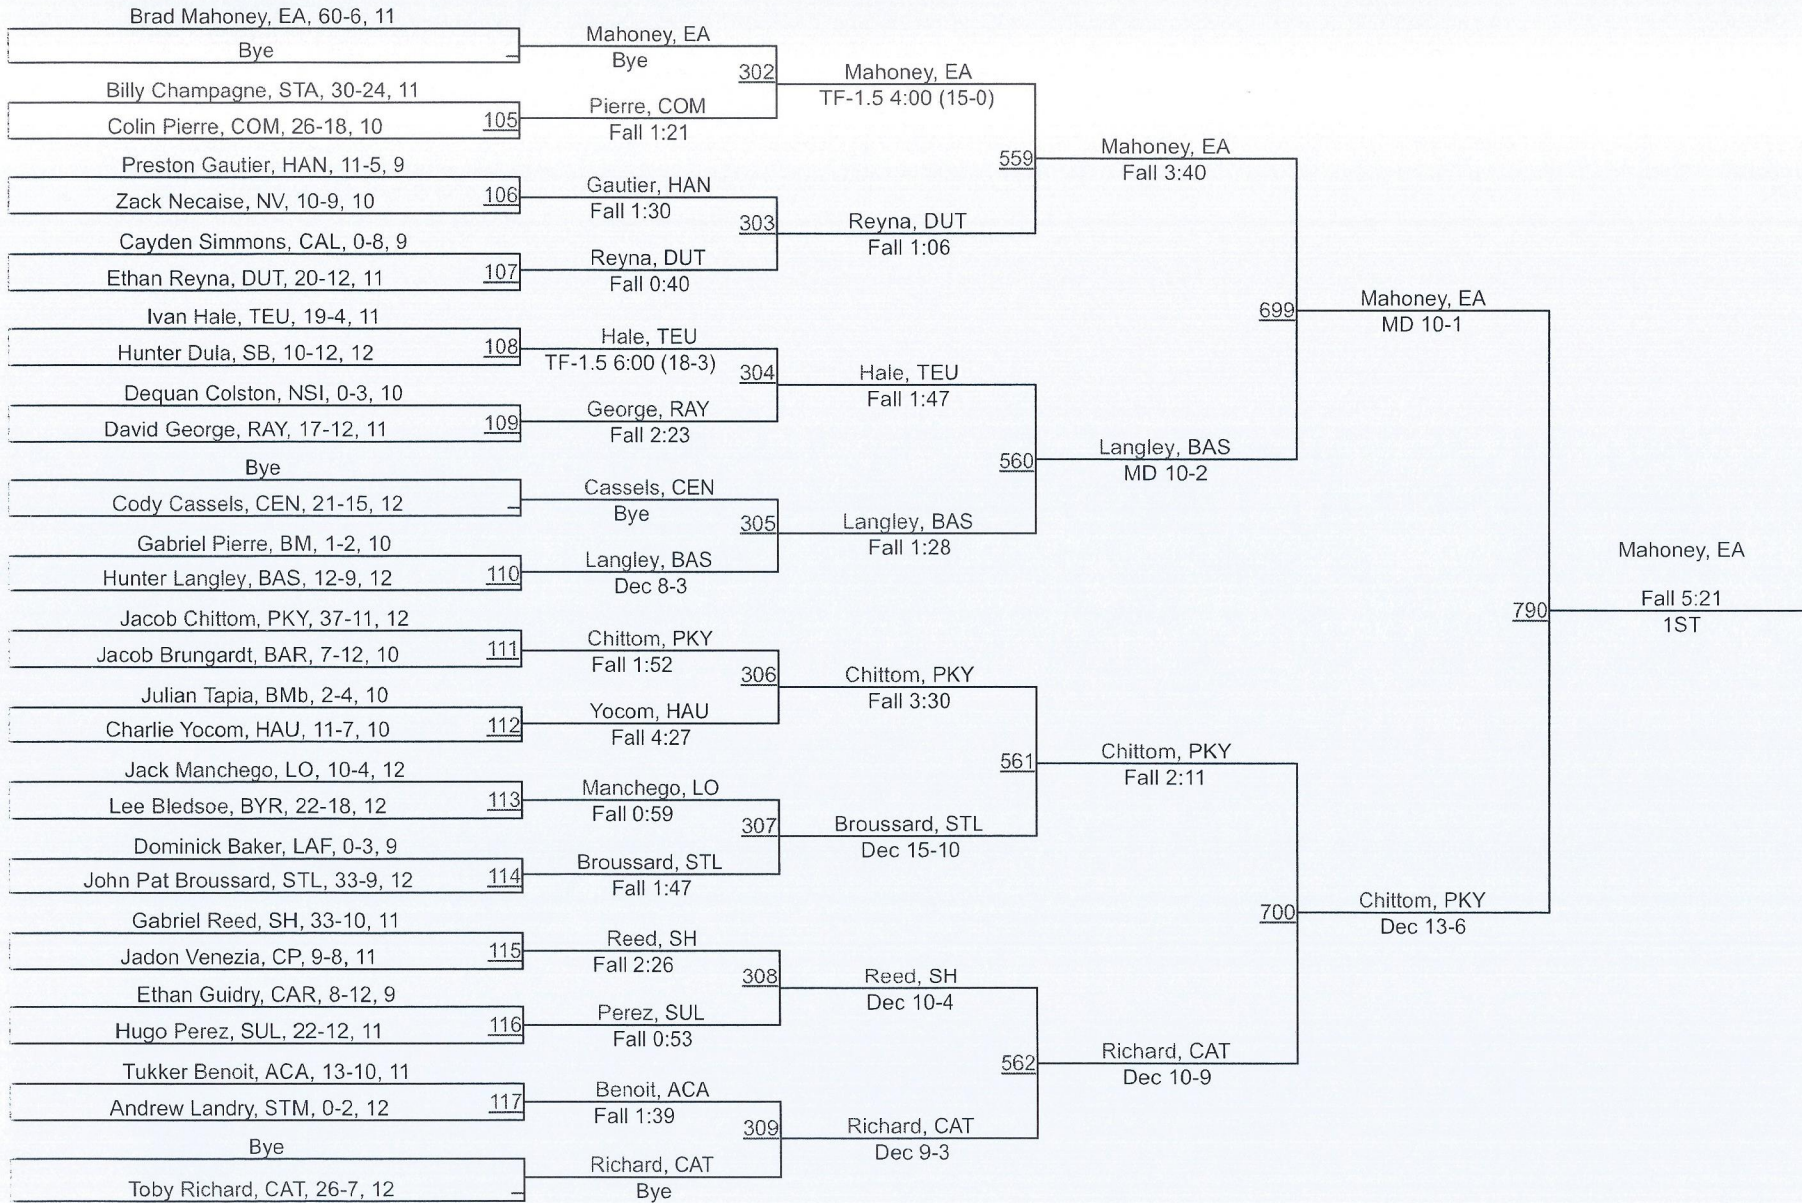 Brad Mahoney, EA, 60-6, 11
Bye
Billy Champagne, STA, 30-24, 11
Colin Pierre, COM, 26-18, 10
105
Preston Gautier, HAN, 11-5, 9
Zack Necaise, NV, 10-9, 10
106
Cayden Simmons, CAL, 0-8, 9
Ethan Reyna, DUT, 20-12, 11
107
Ivan Hale, TEU, 19-4, 11
Hunter Dula, SB, 10-12, 12
108
Dequan Colston, NSI, 0-3, 10
David George, RAY, 17-12, 11
109
Bye
Cody Cassels, CEN, 21-15, 12
Gabriel Pierre, BM, 1-2, 10
Hunter Langley, BAS, 12-9, 12
110
Jacob Chittom, PKY, 37-11, 12
Jacob Brungardt, BAR, 7-12, 10
111
Julian Tapia, BMb, 2-4, 10
Charlie Yocom, HAU, 11-7, 10
112
Jack Manchego, LO, 10-4, 12
Lee Bledsoe, BYR, 22-18, 12
113
Dominick Baker, LAF, 0-3, 9
John Pat Broussard, STL, 33-9, 12
114
Gabriel Reed, SH, 33-10, 11
Jadon Venezia, CP, 9-8, 11
115
Ethan Guidry, CAR, 8-12, 9
Hugo Perez, SUL, 22-12, 11
116
Tukker Benoit, ACA, 13-10, 11
Andrew Landry, STM, 0-2, 12
117
Bye
Toby Richard, CAT, 26-7, 12
Mahoney, EA
Bye
302
Pierre, COM
Fall 1:21
Gautier, HAN
Fall 1:30
303
Reyna, DUT
Fall 0:40
Hale, TEU
TF-1.5 6:00 (18-3)
304
George, RAY
Fall 2:23
Cassels, CEN
Bye
305
Langley, BAS
Dec 8-3
Chittom, PKY
Fall 1:52
306
Yocom, HAU
Fall 4:27
Manchego, LO
Fall 0:59
307
Broussard, STL
Fall 1:47
Reed, SH
Fall 2:26
308
Perez, SUL
Fall 0:53
Benoit, ACA
Fall 1:39
309
Richard, CAT
Bye
Mahoney, EA
TF-1.5 4:00 (15-0)
559
Reyna, DUT
Fall 1:06
Hale, TEU
Fall 1:47
560
Langley, BAS
Fall 1:28
Chittom, PKY
Fall 3:30
561
Broussard, STL
Dec 15-10
Reed, SH
Dec 10-4
562
Richard, CAT
Dec 9-3
Mahoney, EA
Fall 3:40
699
Langley, BAS
MD 10-2
Chittom, PKY
Fall 2:11
700
Richard, CAT
Dec 10-9
Mahoney, EA
MD 10-1
790
Chittom, PKY
Dec 13-6
Mahoney, EA
Fall 5:21
1ST